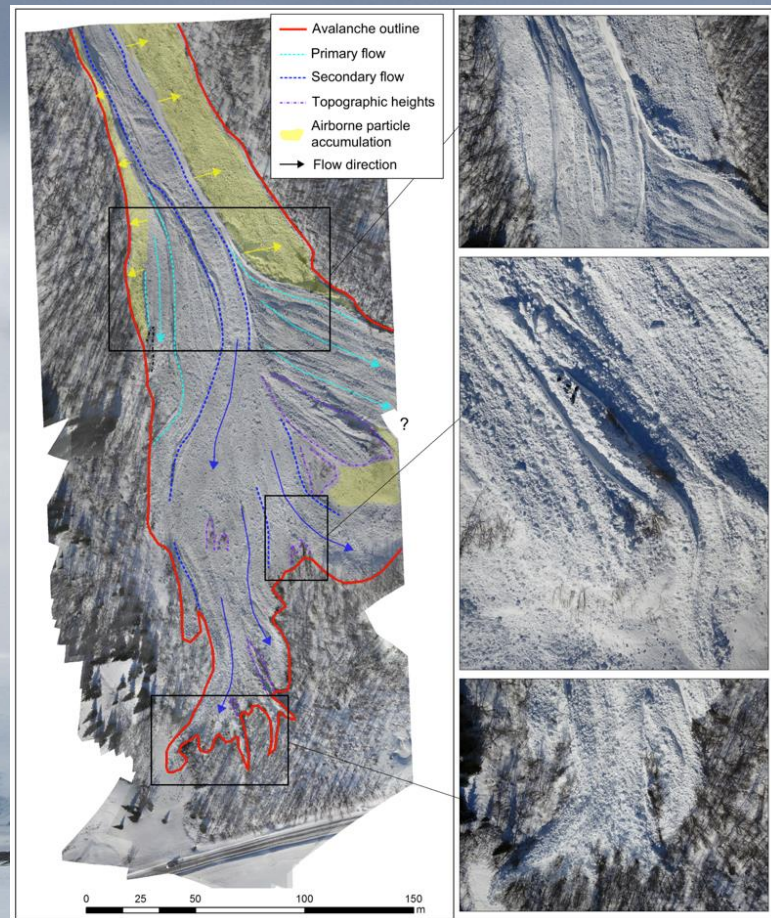 Avalanche outline
Primary flow
Secondary flow
Topographic heights
Airborne particle
accumulation
Flow direction
?
0 25 50 100 150
m